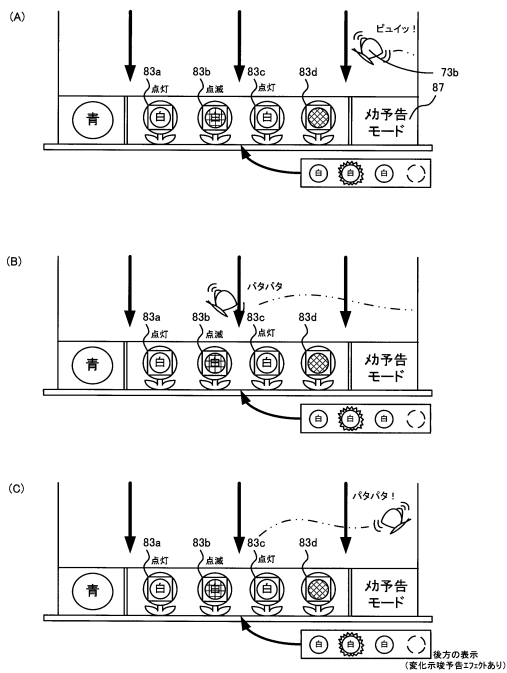 (A)
ピュイッ！
83a
83b
83c
83d
73b
87
点灯
点滅
点灯
青
白
白
白
メカ予告
モード
白
白
白
(B)
パタパタ
83a
83b
83c
83d
点灯
点滅
点灯
青
白
白
白
メカ予告
モード
白
白
白
(C)
パタパタ！
83a
83b
83c
83d
点灯
点滅
点灯
青
白
白
白
メカ予告
モード
白
白
白
後方の表示
(変化示唆予告エフェクトあり)